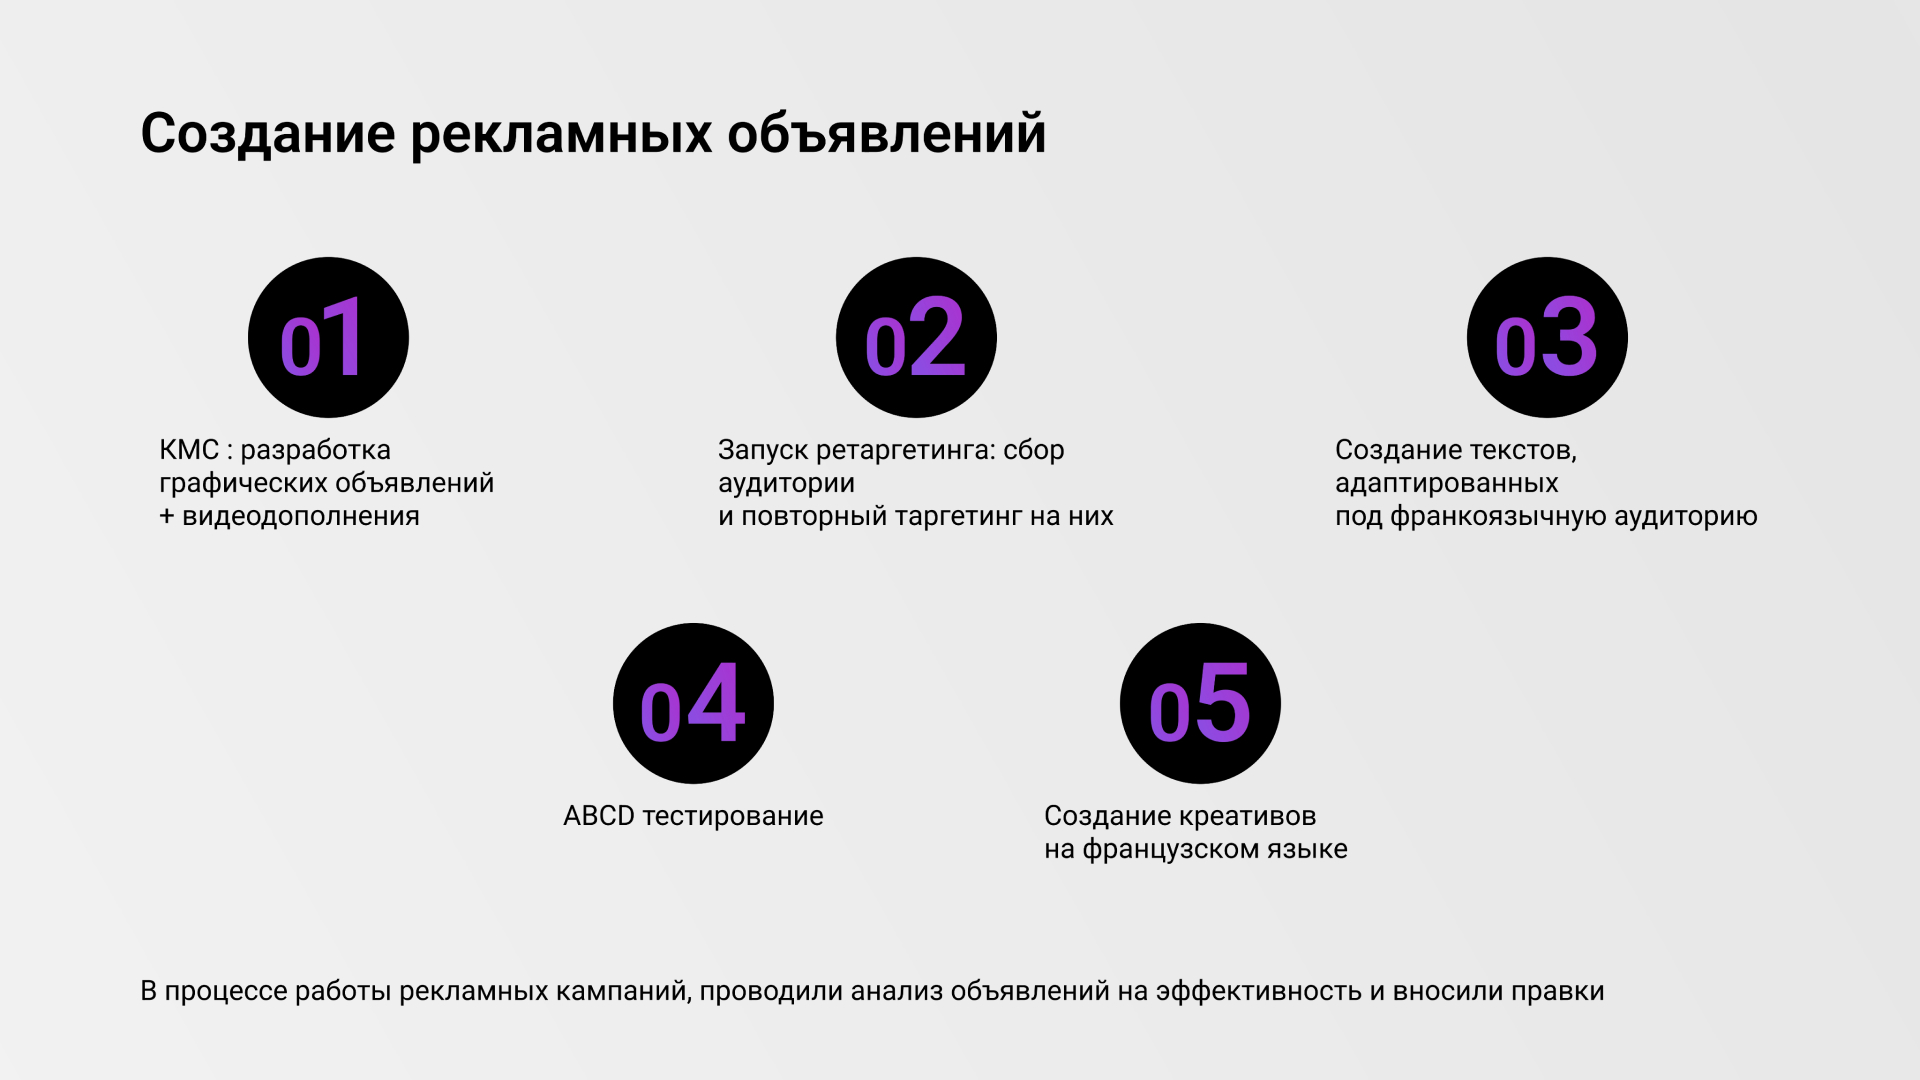 Создание рекламных объявлений
01
КМС : разработка
графических объявлений
+ видеодополнения
02
Запуск ретаргетинга: сбор
аудитории
и повторный таргетинг на них
03
Создание текстов,
адаптированных
под франкоязычную аудиторию
04
ABCD тестирование
05
Создание креативов
на французском языке
В процессе работы рекламных кампаний, проводили анализ объявлений на эффективность и вносили правки